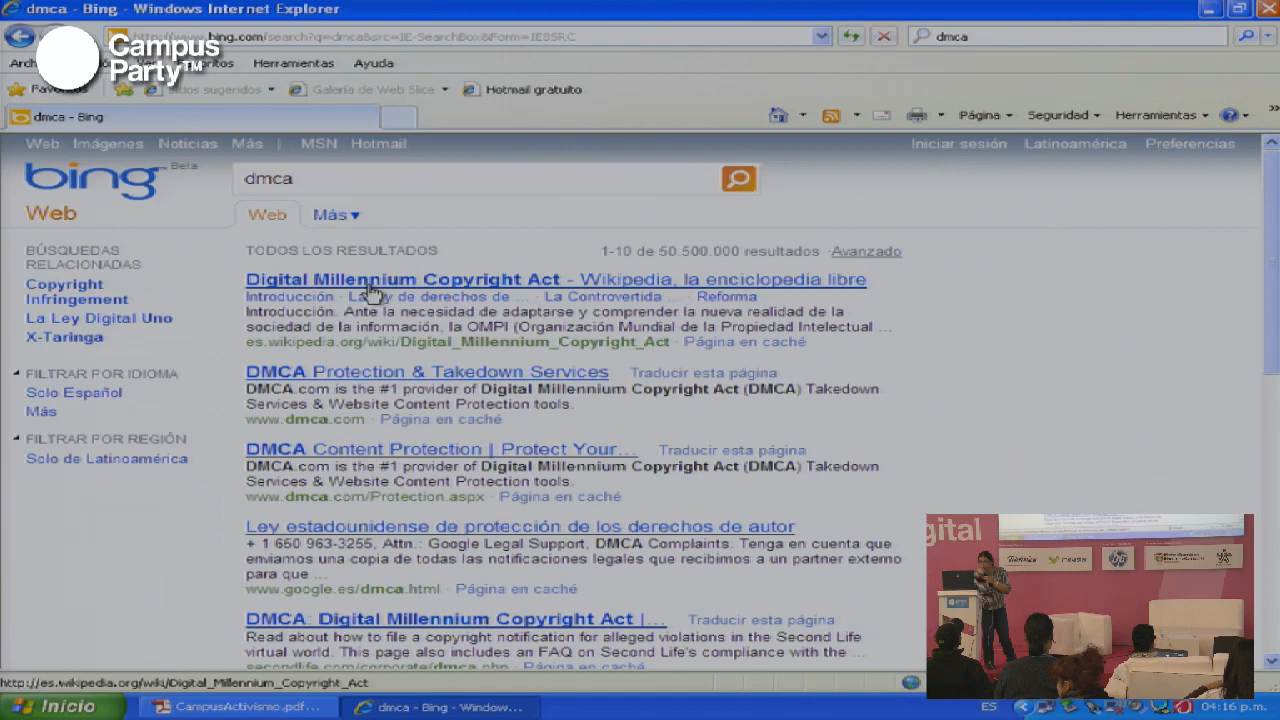 dmca - Bing - Windows Internet Explorer
Campus
Party™
http://www.bing.com/search?q=dmca&src=IE-SearchBox&Form=IE8SRC
dmca
Herramientas Ayuda
Sitios sugeridos Galería de Web Slice Hotmail gratuito
dmca - Bing
Página Seguridad Herramientas
Web Imágenes Noticias Más | MSN Hotmail
Iniciar sesión Latinoamérica Preferencias
bing Beta
dmca
Web
Web Más
BÚSQUEDAS
RELACIONADAS
Copyright
Infringement
La Ley Digital Uno
X-Taringa
FILTRAR POR IDIOMA
Solo Español
Más
FILTRAR POR REGIÓN
Solo de Latinoamérica
TODOS LOS RESULTADOS 1-10 de 50.500.000 resultados · Avanzado
Digital Millennium Copyright Act - Wikipedia, la enciclopedia libre
Introducción · de derechos de ... · La Controvertida ... · Reforma
Introducción. Ante la necesidad de adaptarse y comprender la nueva realidad de la
sociedad de la información, la OMPI (Organización Mundial de la Propiedad Intelectual ...
es.wikipedia.org/wiki/Digital_Millennium_Copyright_Act · Página en caché
DMCA Protection & Takedown Services Traducir esta página
DMCA.com is the #1 provider of Digital Millennium Copyright Act (DMCA) Takedown
Services & Website Content Protection tools.
www.dmca.com · Página en caché
DMCA Content Protection | Protect Your... Traducir esta página
DMCA.com is the #1 provider of Digital Millennium Copyright Act (DMCA) Takedown
Services & Website Content Protection tools.
www.dmca.com/Protection.aspx · Página en caché
Ley estadounidense de protección de los derechos de autor
+ 1 650-963-3255, Attn.: Google Legal Support, DMCA Complaints. Tenga en cuenta que
enviamos una copia de todas las notificaciones legales que recibimos a un partner externo
para que ...
www.google.es/dmca.html · Página en caché
DMCA: Digital Millennium Copyright Act |... Traducir esta página
Read about how to file a copyright notification for alleged violations in the Second Life
virtual world. This page also includes an FAQ on Second Life's compliance with the ...
secondlife.com/corporate/dmca.php · Página en caché
gital
http://es.wikipedia.org/wiki/Digital_Millennium_Copyright_Act
Inicio CampusActivismo.pdf... dmca - Bing - Window... ES 04:16 p.m.